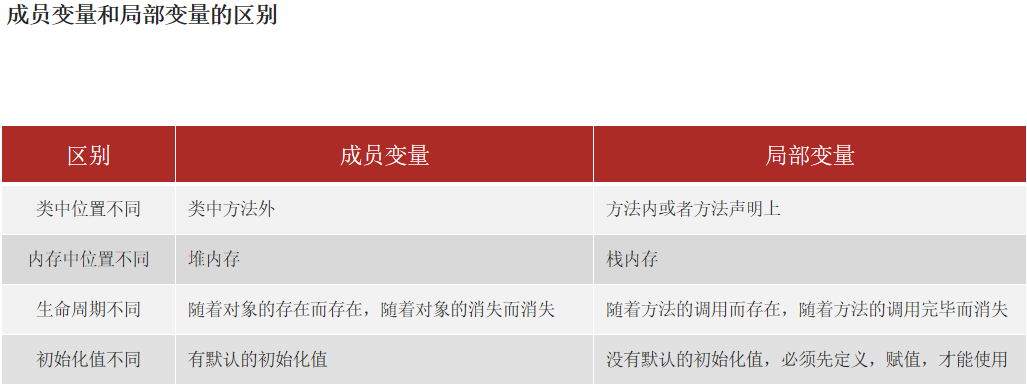 成员变量和局部变量的区别
区别 成员变量 局部变量
类中位置不同 类中方法外 方法内或者方法声明上
内存中位置不同 堆内存 栈内存
生命周期不同 随着对象的存在而存在，随着对象的消失而消失 随着方法的调用而存在，随着方法的调用完毕而消失
初始化值不同 有默认的初始化值 没有默认的初始化值，必须先定义，赋值，才能使用